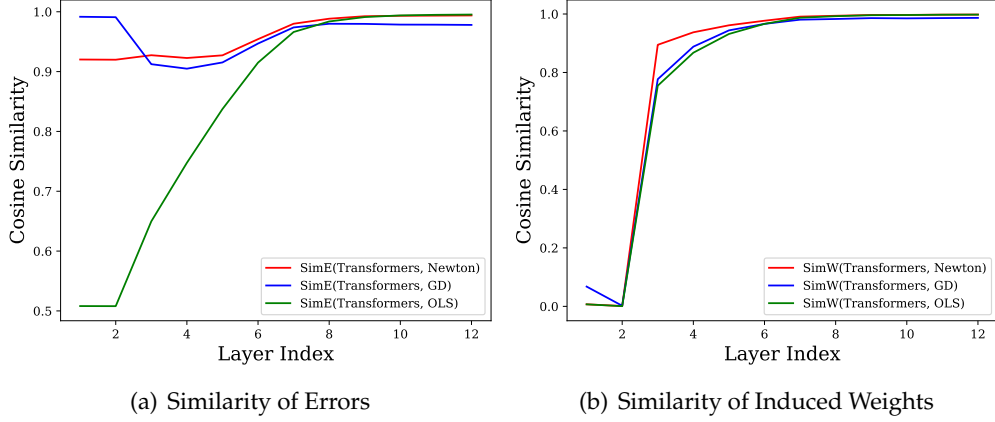 1.0
0.9
0.8
0.7
0.6
0.5
Cosine Similarity
SimE(Transformers, Newton)
SimE(Transformers, GD)
SimE(Transformers, OLS)
2 4 6 8 10 12
Layer Index
(a) Similarity of Errors
1.0
0.8
0.6
0.4
0.2
0.0
Cosine Similarity
SimW(Transformers, Newton)
SimW(Transformers, GD)
SimW(Transformers, OLS)
2 4 6 8 10 12
Layer Index
(b) Similarity of Induced Weights